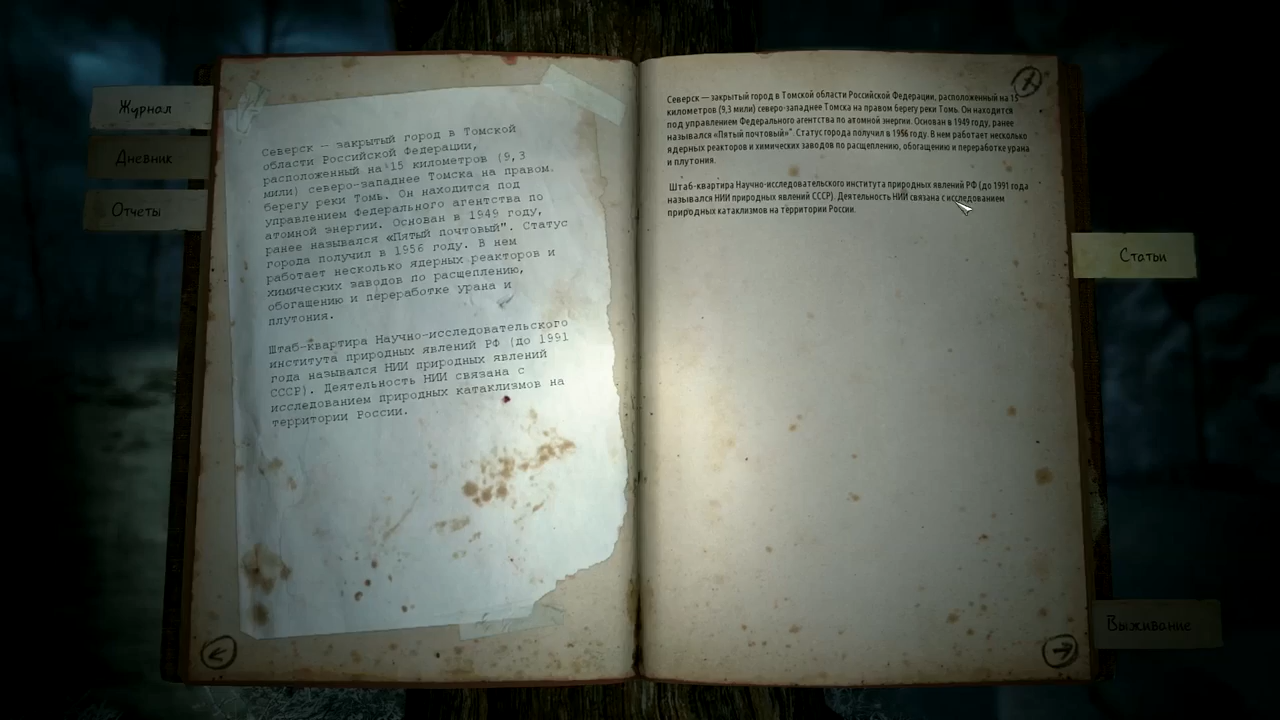 Журнал
Дневник
Отчеты
Северск — закрытый город в Томской
области Российской Федерации,
расположенный на 15 километров (9,3
мили) северо-западнее Томска на правом.
берегу реки Томь. Он находится под
управлением Федерального агентства по
атомной энергии. Основан в 1949 году,
ранее назывался «Пятый почтовый". Статус
города получил в 1956 году. В нем
работает несколько ядерных реакторов и
химических заводов по расщеплению,
обогащению и переработке урана и
плутония.
Штаб-квартира Научно-исследовательского
института природных явлений РФ (до 1991
года назывался НИИ природных явлений
СССР). Деятельность НИИ связана с
исследованием природных катаклизмов на
территории России.
Северск — закрытый город в Томской области Российской Федерации, расположенный на 15
километров (9,3 мили) северо-западнее Томска на правом берегу реки Томь. Он находится
под управлением Федерального агентства по атомной энергии. Основан в 1949 году, ранее
назывался «Пятый почтовый»". Статус города получил в 1956 году. В нем работает несколько
ядерных реакторов и химических заводов по расщеплению, обогащению и переработке урана
и плутония.
Штаб-квартира Научно-исследовательского института природных явлений РФ (до 1991 года
назывался НИИ природных явлений СССР). Деятельность НИИ связана с исследованием
природных катаклизмов на территории России.
Статьи
Выживание